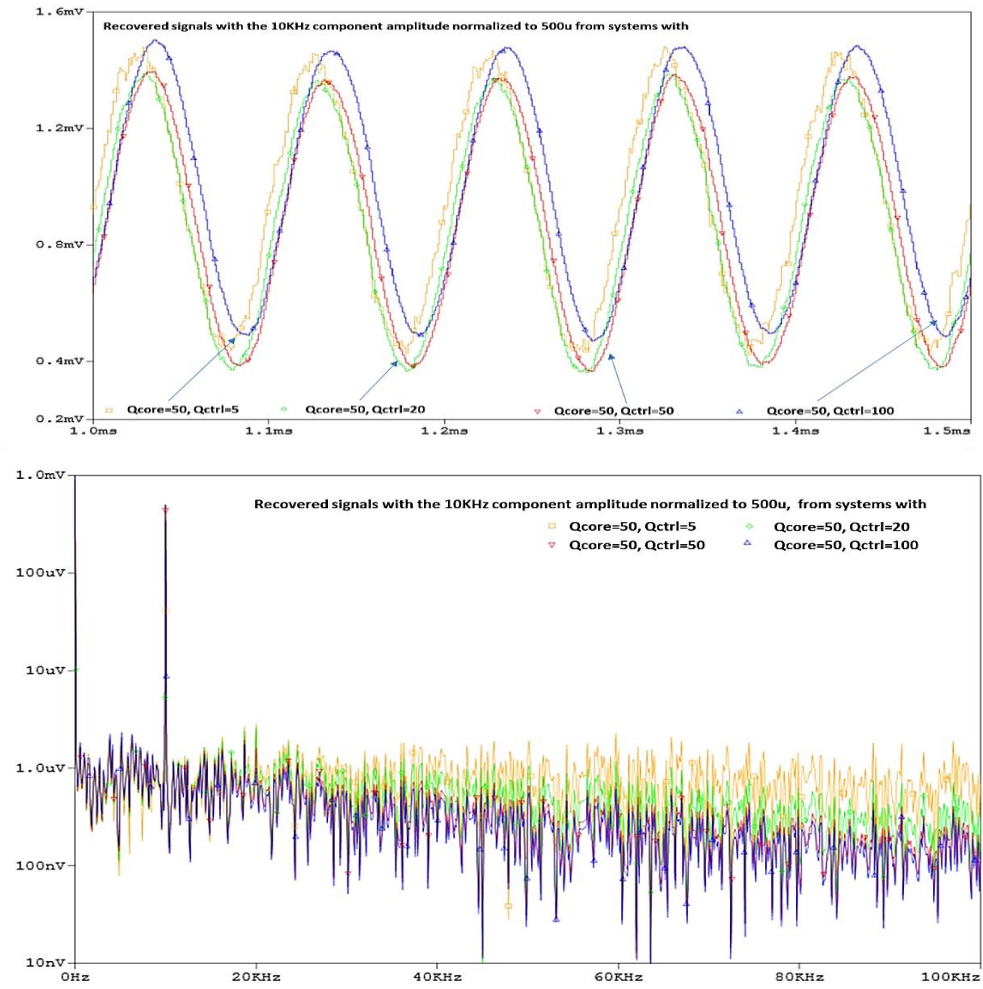 1.6mV
Recovered signals with the 10KHz component amplitude normalized to 500u from systems with
1.2mV
0.8mV
0.4mV
Qcore=50, Qctrl=5 Qcore=50, Qctrl=20 Qcore=50, Qctrl=50 Qcore=50, Qctrl=100
0.2mV
1.0ms 1.1ms 1.2ms 1.3ms 1.4ms 1.5ms
1.0mV
Recovered signals with the 10KHz component amplitude normalized to 500u, from systems with
Qcore=50, Qctrl=5 Qcore=50, Qctrl=20
Qcore=50, Qctrl=50 Qcore=50, Qctrl=100
100uV
10uV
1.0uV
100nV
10nV
0Hz 20KHz 40KHz 60KHz 80KHz 100KHz